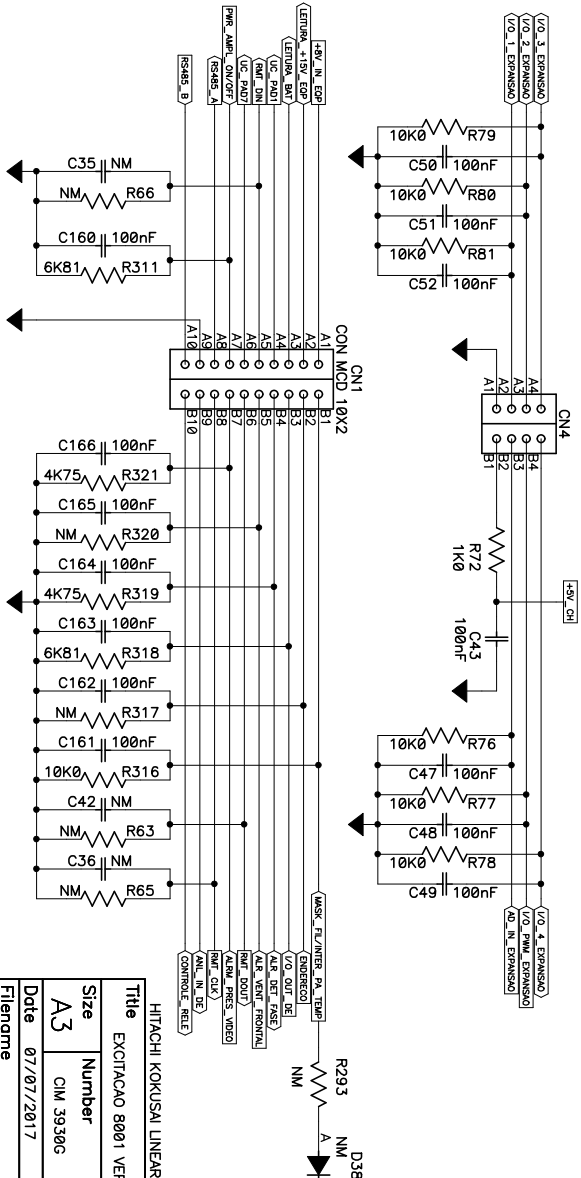 I/O_3_EXPANSAO
I/O_2_EXPANSAO
I/O_1_EXPANSAO
10K0 R79
C50 100nF
10K0 R80
C51 100nF
10K0 R81
C52 100nF
A4
A3
A2
A1
CN4
B4
B3
B2
B1
R72
1K0
+5V_CH
C43
100nF
10K0 R76
C47 100nF
10K0 R77
C48 100nF
10K0 R78
C49 100nF
I/O_4_EXPANSAO
I/O_PWM_EXPANSAO
AD_IN_EXPANSAO
+8V_IN_EQP
LEITURA_+15V_EQP
LEITURA_BAT
UC_PAD1
RMT_DIN
UC_PAD7
PWR_AMPL_ON/OFF
RS485_A
RS485_B
C35 NM
NM R66
C160 100nF
6K81 R311
A1
A2
A3
A4
A5
A6
A7
A8
A9
A10
CN1
CON MCD 10X2
B1
B2
B3
B4
B5
B6
B7
B8
B9
B10
C166 100nF
4K75 R321
C165 100nF
NM R320
C164 100nF
4K75 R319
C163 100nF
6K81 R318
C162 100nF
NM R317
C161 100nF
10K0 R316
C42 NM
NM R63
C36 NM
NM R65
MASK_FIL/INTER_PA_TEMP
ENDERECO
I/O_OUT_DE
ALR_DET_FASE
ALR_VENT_FRONTAL
ALRM_PRES_VIDEO
RMT_DOUT
RMT_CLK
ANL_IN_DE
CONTROLE_RELE
R293
NM
A
NM
D38
HITACHI KOKUSAI LINEAR
Title
EXCITACAO 8001 VER
Size
A3
Number
CIM 3930G
Date 07/07/2017
Filename